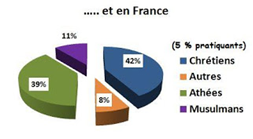 ..... et en France
11%
(5 % pratiquants)
42%
Chrétiens
Autres
39%
Athées
8%
Musulmans